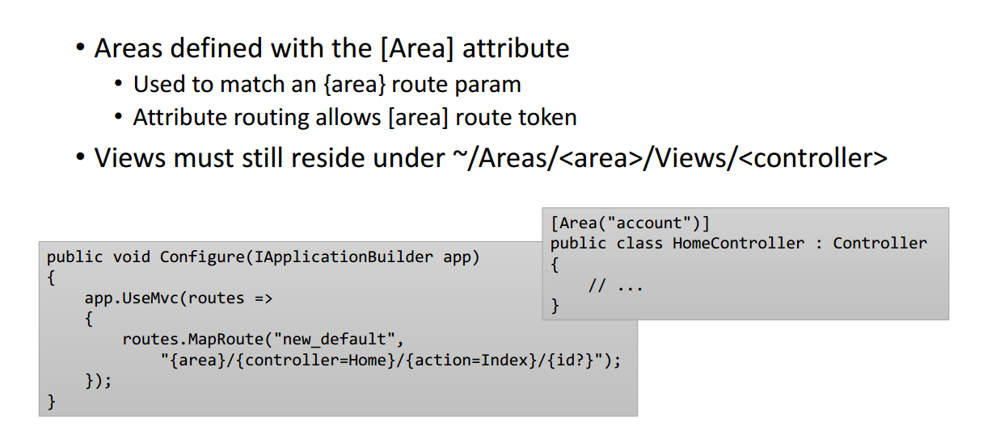 • Areas defined with the [Area] attribute
• Used to match an {area} route param
• Attribute routing allows [area] route token
• Views must still reside under ~/Areas/<area>/Views/<controller>
[Area("account")]
public class HomeController : Controller
{
    // ...
}
public void Configure(IApplicationBuilder app)
{
    app.UseMvc(routes =>
    {
        routes.MapRoute("new_default",
            "{area}/{controller=Home}/{action=Index}/{id?}");
    });
}